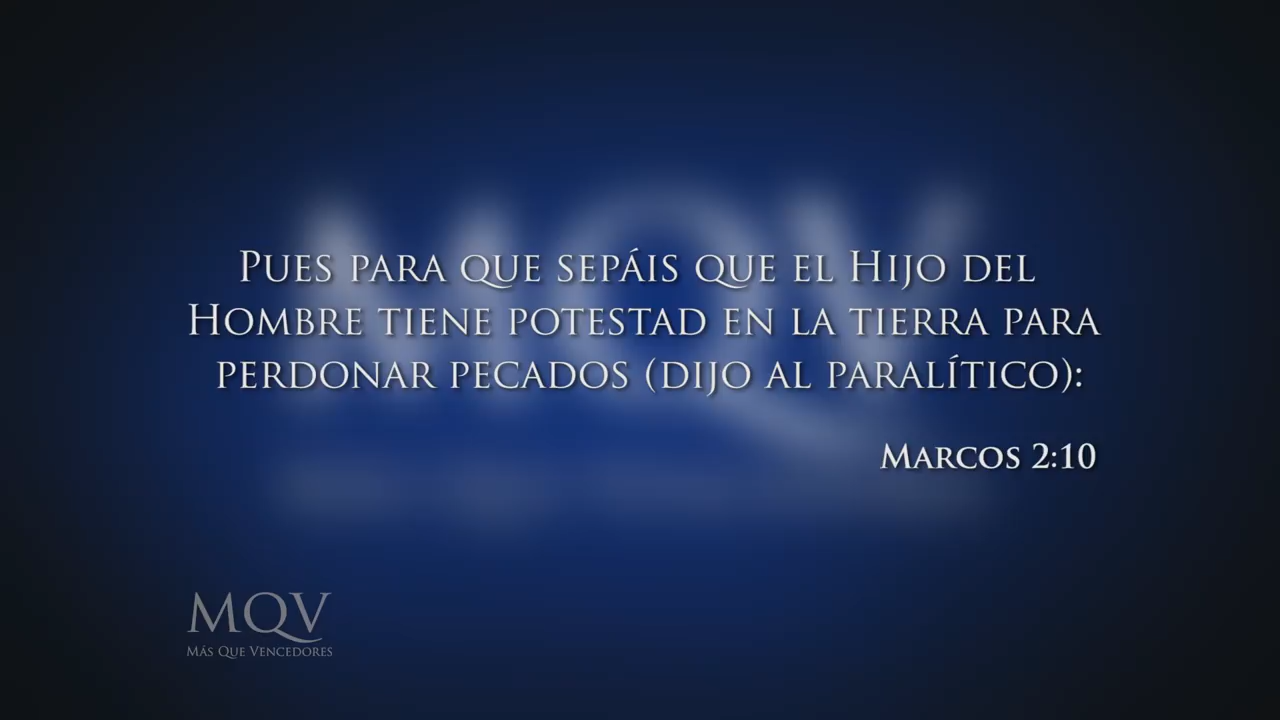 Pues para que sepáis que el Hijo del
Hombre tiene potestad en la tierra para
perdonar pecados (dijo al paralítico):
Marcos 2:10
MQV
Más Que Vencedores